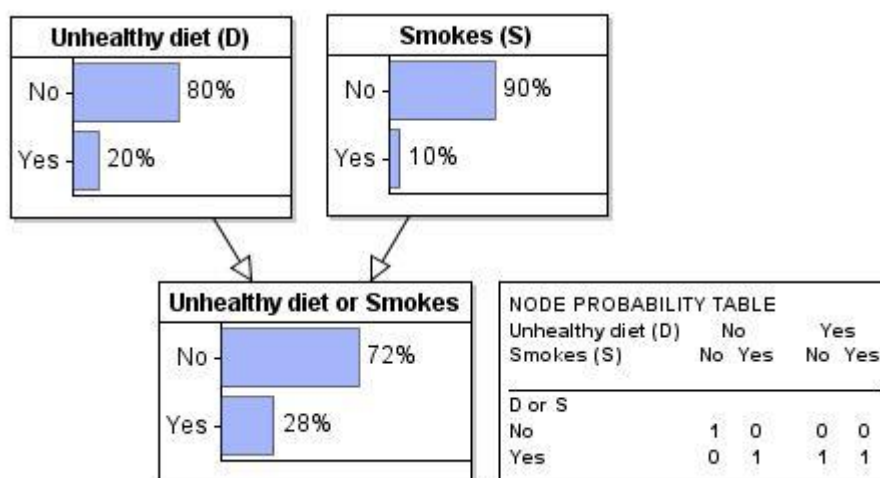 Unhealthy diet (D)
No 80%
Yes 20%
Smokes (S)
No 90%
Yes 10%
Unhealthy diet or Smokes
No 72%
Yes 28%
NODE PROBABILITY TABLE
Unhealthy diet (D) No Yes
Smokes (S) No Yes No Yes
D or S
No 1 0 0 0
Yes 0 1 1 1